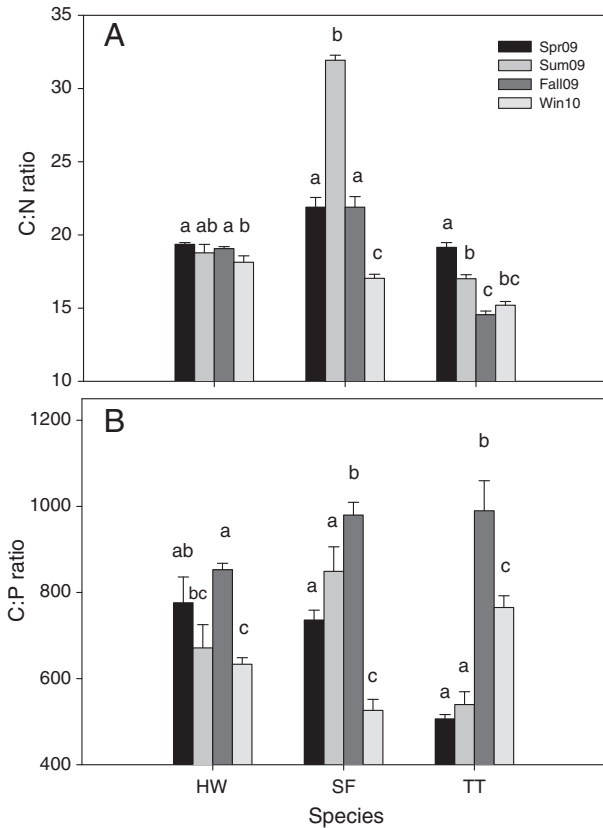 A
35
30
25
20
15
10
C:N ratio
Spr09
Sum09
Fall09
Win10
a ab a b
a b a c
a b c bc
B
1200
1000
800
600
400
C:P ratio
ab bc a c
a a b c
a a b c
HW SF TT
Species